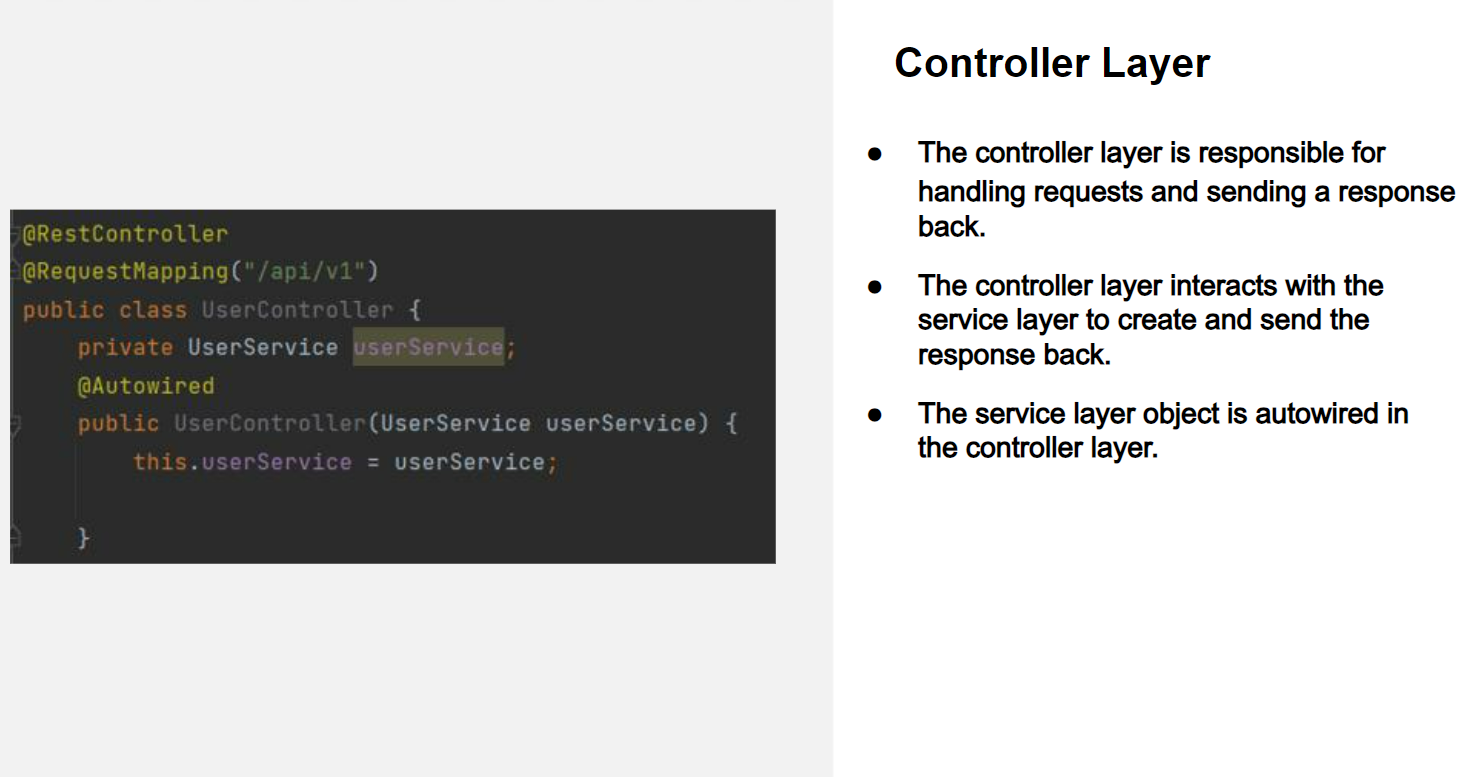 @RestController
@RequestMapping("/api/v1")
public class UserController {
private UserService userService;
@Autowired
public UserController(UserService userService) {
this.userService = userService;
}
Controller Layer
● The controller layer is responsible for
handling requests and sending a response
back.
● The controller layer interacts with the
service layer to create and send the
response back.
● The service layer object is autowired in
the controller layer.